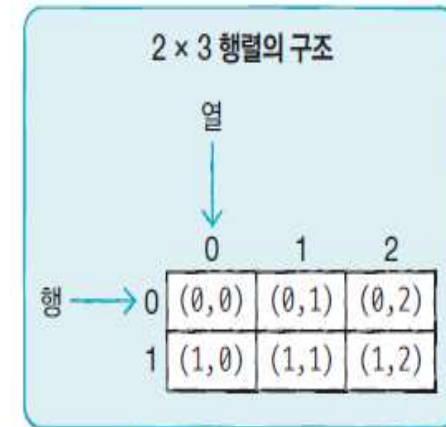 2 × 3 행렬의 구조
열
0 1 2
행 0 (0,0) (0,1) (0,2)
1 (1,0) (1,1) (1,2)